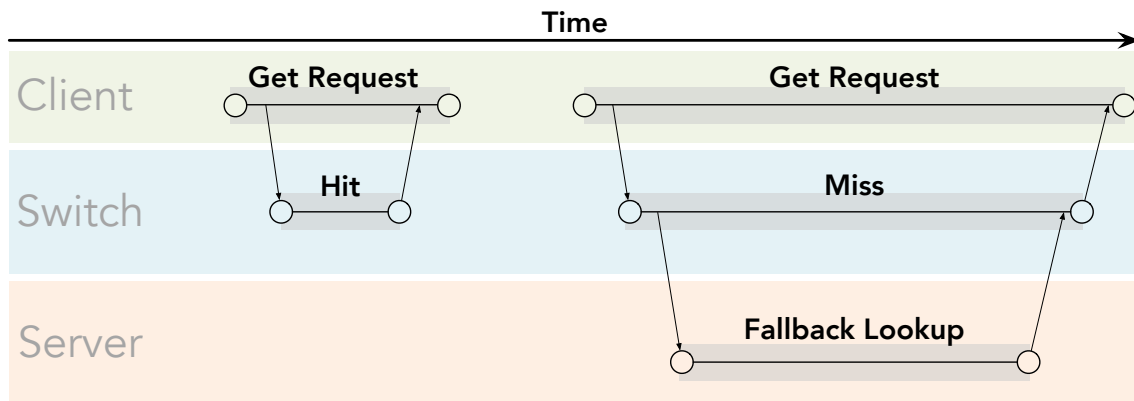 Time
Client
Get Request
Get Request
Switch
Hit
Miss
Server
Fallback Lookup